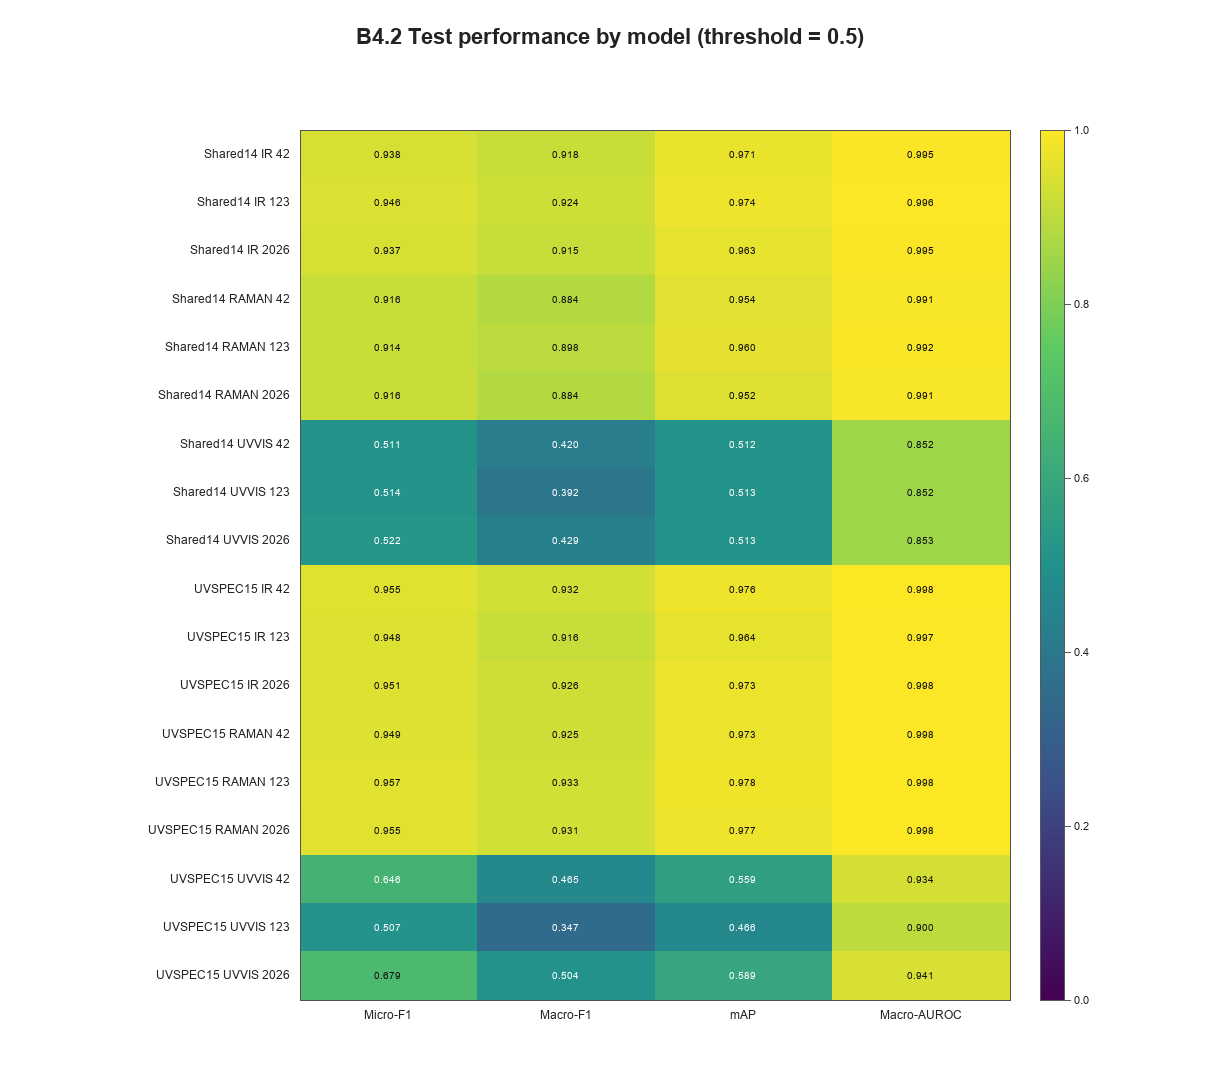 B4.2 Test performance by model (threshold = 0.5)
1.0
Shared14 IR 42 0.938 0.918 0.971 0.995
Shared14 IR 123 0.946 0.924 0.974 0.996
Shared14 IR 2026 0.937 0.915 0.963 0.995
Shared14 RAMAN 42 0.916 0.884 0.954 0.991
0.8
Shared14 RAMAN 123 0.914 0.898 0.960 0.992
Shared14 RAMAN 2026 0.916 0.884 0.952 0.991
Shared14 UVVIS 42 0.511 0.420 0.512 0.852
0.6
Shared14 UVVIS 123 0.514 0.392 0.513 0.852
Shared14 UVVIS 2026 0.522 0.429 0.513 0.853
UVSPEC15 IR 42 0.955 0.932 0.976 0.998
UVSPEC15 IR 123 0.948 0.916 0.964 0.997
0.4
UVSPEC15 IR 2026 0.951 0.926 0.973 0.998
UVSPEC15 RAMAN 42 0.949 0.925 0.973 0.998
UVSPEC15 RAMAN 123 0.957 0.933 0.978 0.998
UVSPEC15 RAMAN 2026 0.955 0.931 0.977 0.998
0.2
UVSPEC15 UVVIS 42 0.646 0.465 0.559 0.934
UVSPEC15 UVVIS 123 0.507 0.347 0.466 0.900
UVSPEC15 UVVIS 2026 0.679 0.504 0.589 0.941
0.0
Micro-F1 Macro-F1 mAP Macro-AUROC